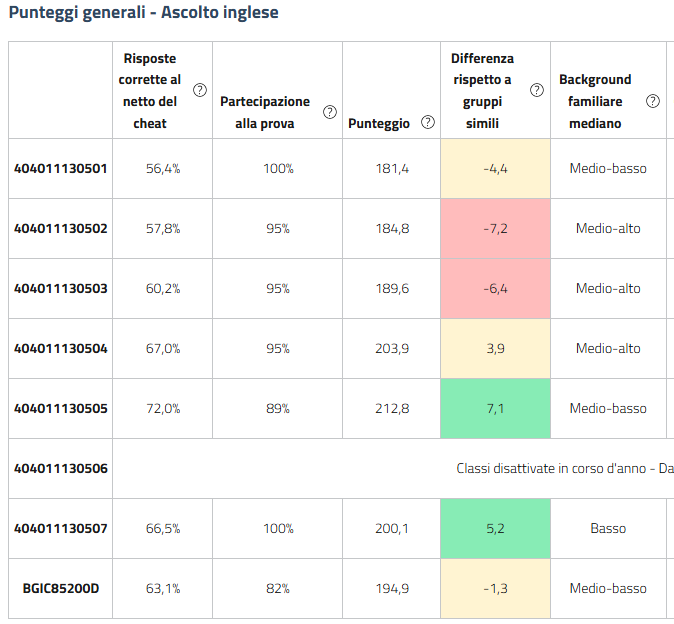 Punteggi generali - Ascolto inglese
Risposte corrette al netto del cheat ? Partecipazione alla prova ? Punteggio ? Differenza rispetto a gruppi simili ? Background familiare mediano ?
404011130501 56,4% 100% 181,4 -4,4 Medio-basso
404011130502 57,8% 95% 184,8 -7,2 Medio-alto
404011130503 60,2% 95% 189,6 -6,4 Medio-alto
404011130504 67,0% 95% 203,9 3,9 Medio-alto
404011130505 72,0% 89% 212,8 7,1 Medio-basso
404011130506 Classi disattivate in corso d'anno - Da
404011130507 66,5% 100% 200,1 5,2 Basso
BGIC85200D 63,1% 82% 194,9 -1,3 Medio-basso